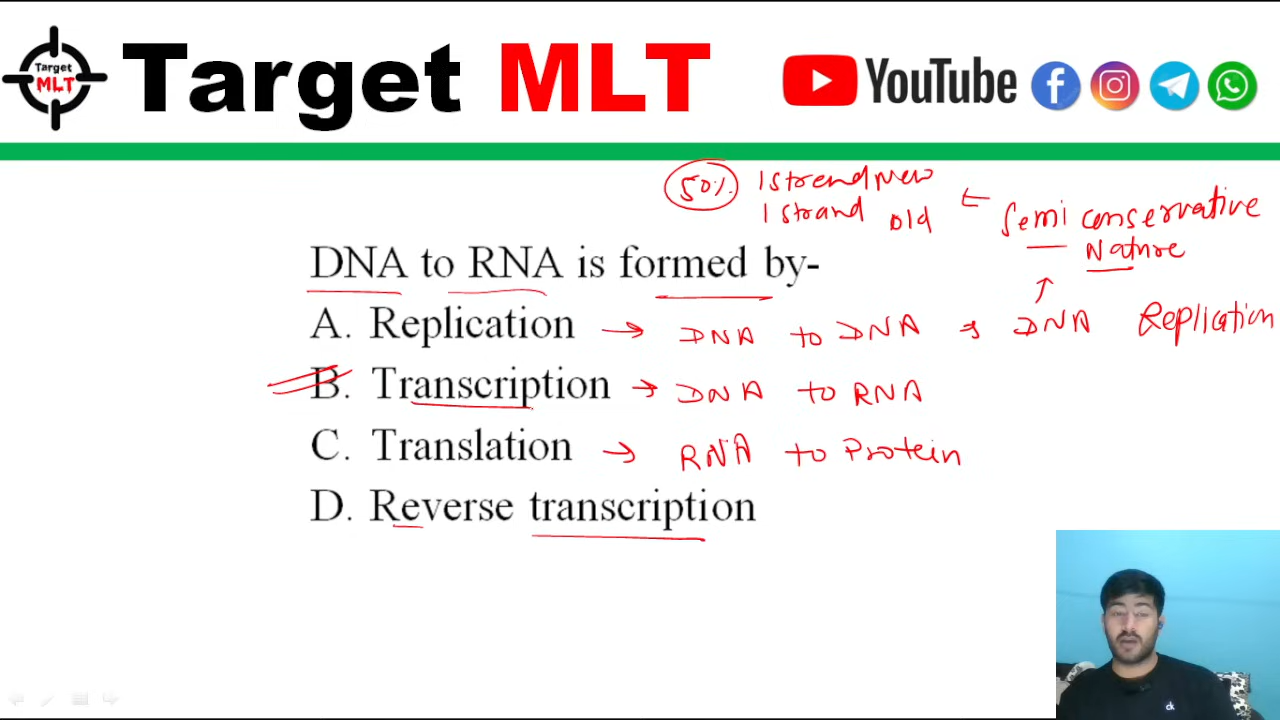 Target MLT
Target MLT
YouTube
50%. 1 strend New
1 strand old
Semi conservative
Nature
DNA to RNA is formed by-
A. Replication → DNA to DNA → DNA Replication
B. Transcription → DNA to RNA
C. Translation → RNA to Protein
D. Reverse transcription